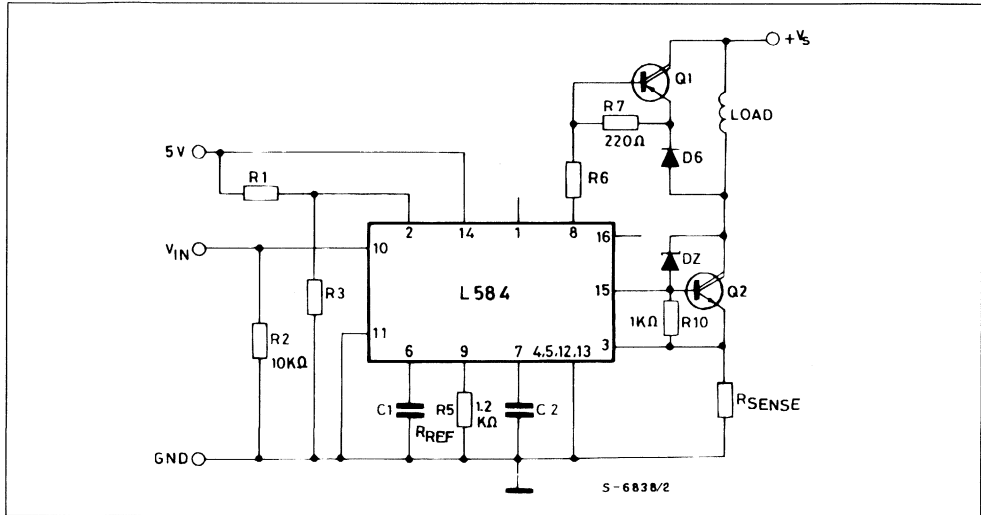 +Vs
Q1
LOAD
R7
220Ω
5V
D6
R1
R6
2 14 1 8
16
VIN
10
DZ
L584
15
Q2
R3
1KΩ R10
R2
10KΩ
11
3
6 9 7 4,5,12,13
C1
R5
1.2
KΩ
C2
RSENSE
RREF
GND
S-6838/2